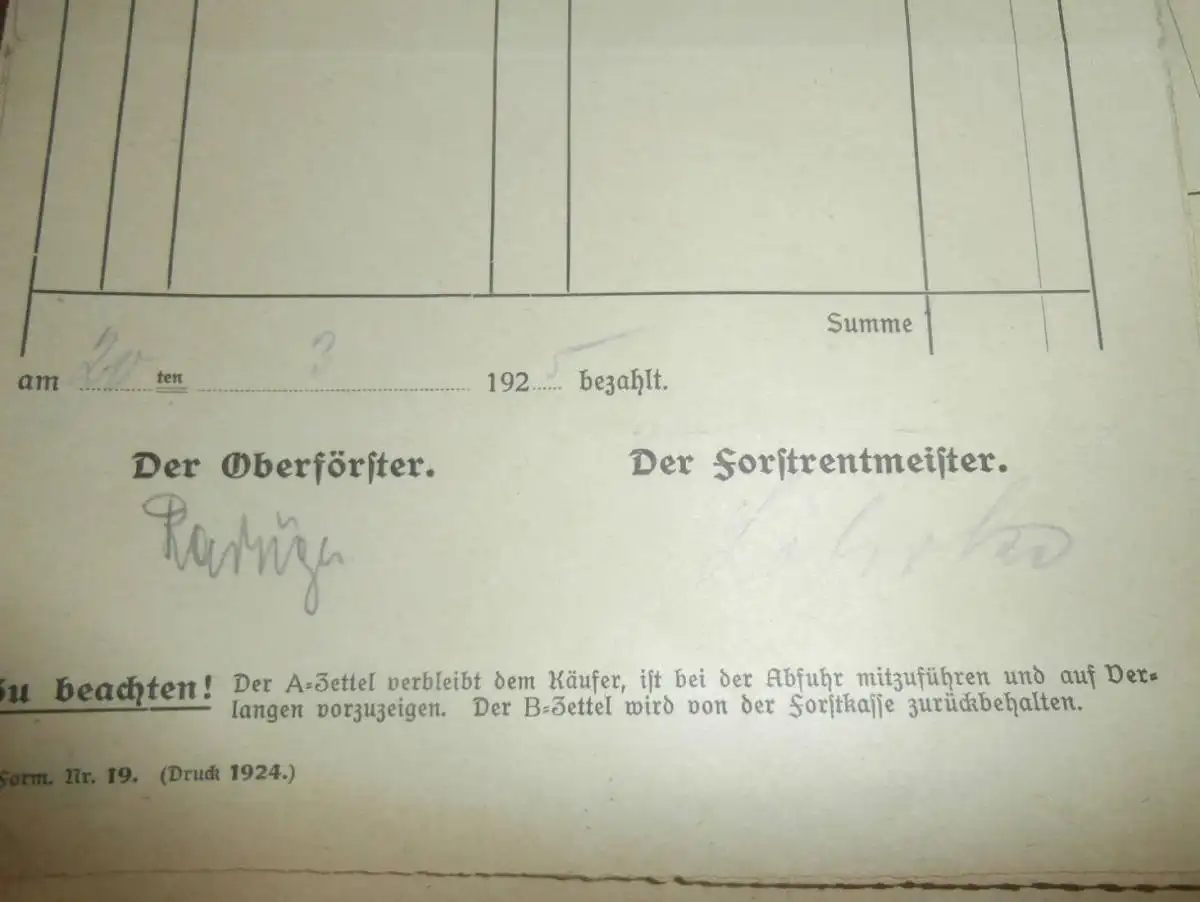 Summe
am 20 ten 3 1925 bezahlt.
Der Oberförster. Der Forstrentmeister.
Zu beachten! Der A-Zettel verbleibt dem Käufer, ist bei der Abfuhr mitzuführen und auf Ver-
langen vorzuzeigen. Der B-Zettel wird von der Forstkasse zurückbehalten.
Form. Nr. 19. (Druck 1924.)